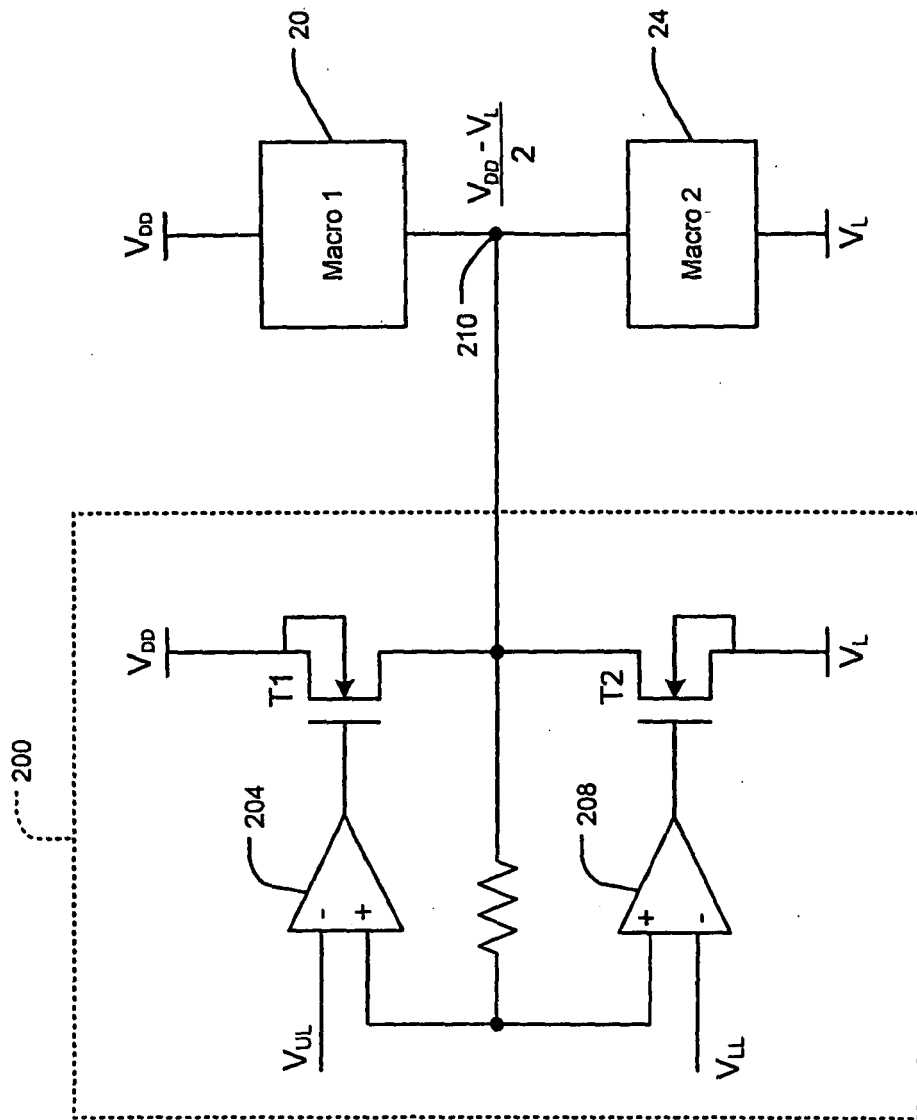 200
V_DD
V_DD
20
T1
Macro 1
204
-
+
V_UL
210
V_DD - V_L
2
208
T2
+
-
V_LL
Macro 2
24
V_L
V_L